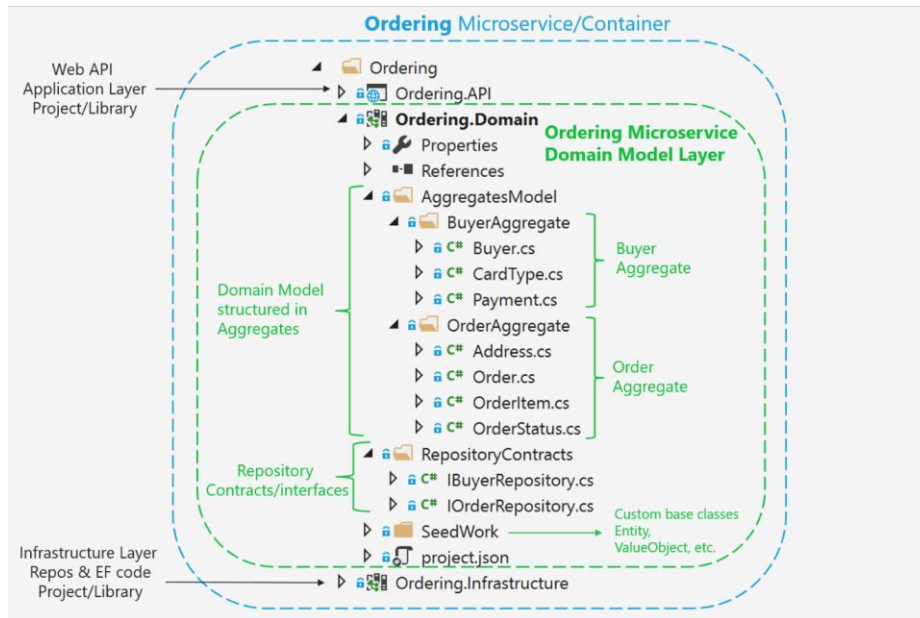 Ordering Microservice/Container
Ordering
Web API
Application Layer
Project/Library
Ordering.API
Ordering.Domain
Ordering Microservice
Domain Model Layer
Properties
References
AggregatesModel
BuyerAggregate
C# Buyer.cs
C# CardType.cs
C# Payment.cs
Buyer
Aggregate
Domain Model
structured in
Aggregates
OrderAggregate
C# Address.cs
C# Order.cs
C# OrderItem.cs
C# OrderStatus.cs
Order
Aggregate
RepositoryContracts
Repository
Contracts/interfaces
C# IBuyerRepository.cs
C# IOrderRepository.cs
SeedWork
Custom base classes
Entity,
ValueObject, etc.
project.json
Infrastructure Layer
Repos & EF code
Project/Library
Ordering.Infrastructure